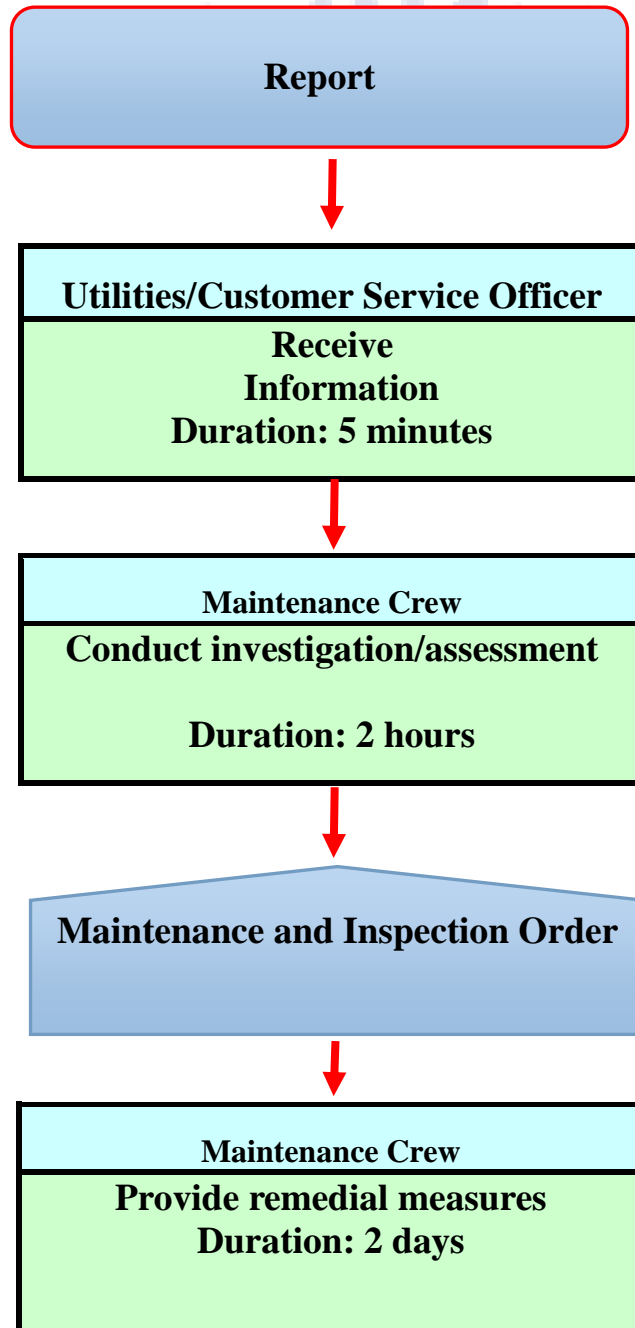 Report
Utilities/Customer Service Officer
Receive
Information
Duration: 5 minutes
Maintenance Crew
Conduct investigation/assessment
Duration: 2 hours
Maintenance and Inspection Order
Maintenance Crew
Provide remedial measures
Duration: 2 days